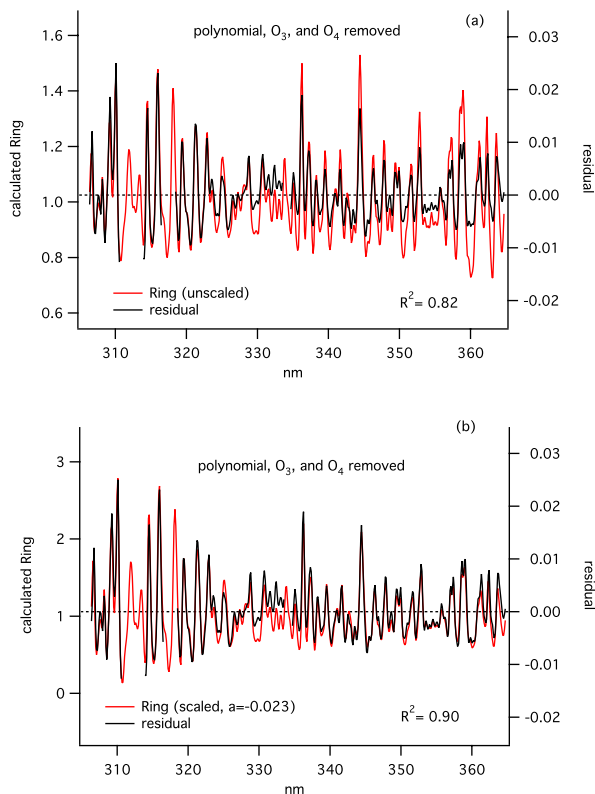 (a)
polynomial, O3, and O4 removed
1.6
1.4
1.2
1.0
0.8
0.6
calculated Ring
0.03
0.02
0.01
0.00
-0.01
-0.02
residual
Ring (unscaled)
residual
R2= 0.82
310 320 330 340 350 360
nm
(b)
polynomial, O3, and O4 removed
3
2
1
0
calculated Ring
0.03
0.02
0.01
0.00
-0.01
-0.02
residual
Ring (scaled, a=-0.023)
residual
R2= 0.90
310 320 330 340 350 360
nm